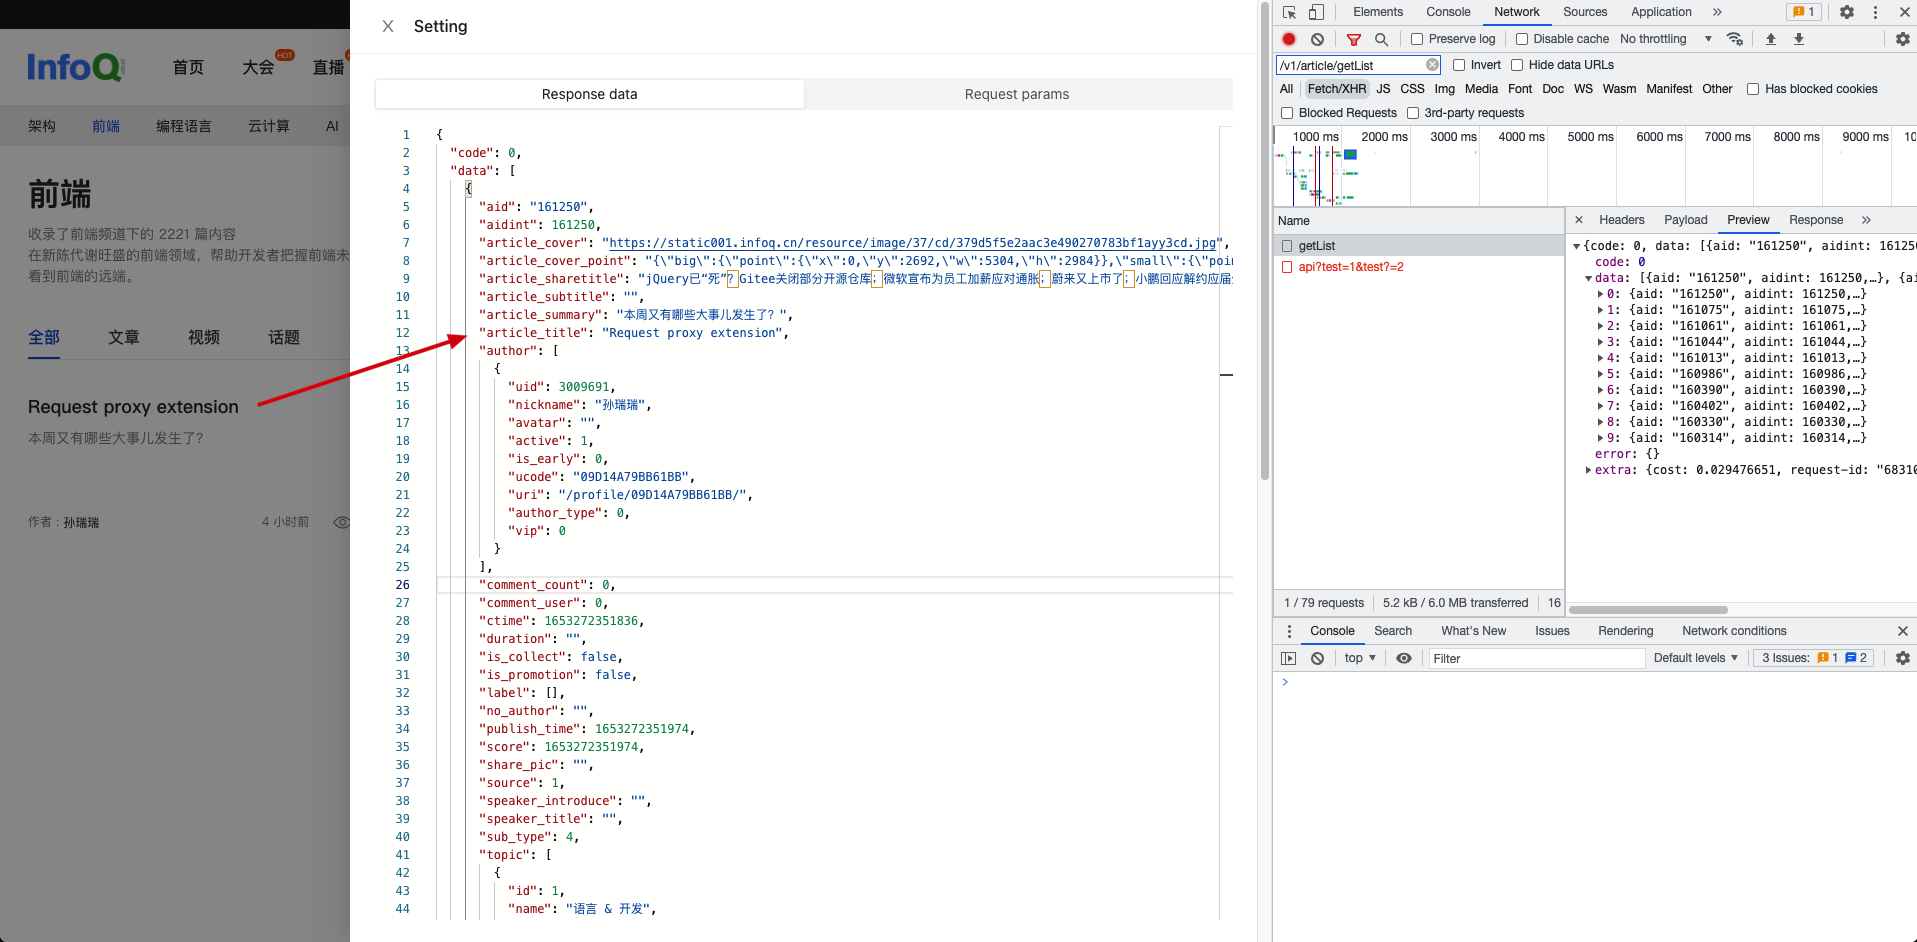 InfoQ
首页
大会
HOT
直播
架构
前端
编程语言
云计算
AI
前端
收录了前端频道下的 2221 篇内容
在新陈代谢旺盛的前端领域，帮助开发者把握前端未
看到前端的远端。
全部
文章
视频
话题
Request proxy extension
本周又有哪些大事儿发生了?
作者：孙瑞瑞
4 小时前
Setting
Response data
Request params
1 {
2 "code": 0,
3 "data": [
4 {
5 "aid": "161250",
6 "aidint": 161250,
7 "article_cover": "https://static001.infoq.cn/resource/image/37/cd/379d5f5e2aac3e490270783bf1ayy3cd.jpg",
8 "article_cover_point": "{\"big\":{\"point\":{\"x\":0,\"y\":2692,\"w\":5304,\"h\":2984}},\"small\":{\"poi
9 "article_sharetitle": "jQuery已“死”？Gitee关闭部分开源仓库；微软宣布为员工加薪应对通胀；蔚来又上市了；小鹏回应解约应届
10 "article_subtitle": "",
11 "article_summary": "本周又有哪些大事儿发生了？",
12 "article_title": "Request proxy extension",
13 "author": [
14 {
15 "uid": 3009691,
16 "nickname": "孙瑞瑞",
17 "avatar": "",
18 "active": 1,
19 "is_early": 0,
20 "ucode": "09D14A79BB61BB",
21 "uri": "/profile/09D14A79BB61BB/",
22 "author_type": 0,
23 "vip": 0
24 }
25 ],
26 "comment_count": 0,
27 "comment_user": 0,
28 "ctime": 1653272351836,
29 "duration": "",
30 "is_collect": false,
31 "is_promotion": false,
32 "label": [],
33 "no_author": "",
34 "publish_time": 1653272351974,
35 "score": 1653272351974,
36 "share_pic": "",
37 "source": 1,
38 "speaker_introduce": "",
39 "speaker_title": "",
40 "sub_type": 4,
41 "topic": [
42 {
43 "id": 1,
44 "name": "语言 & 开发",
Elements Console Network Sources Application » 1
Preserve log Disable cache No throttling
/v1/article/getList Invert Hide data URLs
All Fetch/XHR JS CSS Img Media Font Doc WS Wasm Manifest Other Has blocked cookies
Blocked Requests 3rd-party requests
1000 ms 2000 ms 3000 ms 4000 ms 5000 ms 6000 ms 7000 ms 8000 ms 9000 ms 10
Name
getList
api?test=1&test?=2
1 / 79 requests 5.2 kB / 6.0 MB transferred 16
× Headers Payload Preview Response »
{code: 0, data: [{aid: "161250", aidint: 16125
code: 0
data: [{aid: "161250", aidint: 161250,…}, {ai
0: {aid: "161250", aidint: 161250,…}
1: {aid: "161075", aidint: 161075,…}
2: {aid: "161061", aidint: 161061,…}
3: {aid: "161044", aidint: 161044,…}
4: {aid: "161013", aidint: 161013,…}
5: {aid: "160986", aidint: 160986,…}
6: {aid: "160390", aidint: 160390,…}
7: {aid: "160402", aidint: 160402,…}
8: {aid: "160330", aidint: 160330,…}
9: {aid: "160314", aidint: 160314,…}
error: {}
extra: {cost: 0.029476651, request-id: "6831
Console Search What's New Issues Rendering Network conditions
top Filter Default levels 3 Issues: 1 2